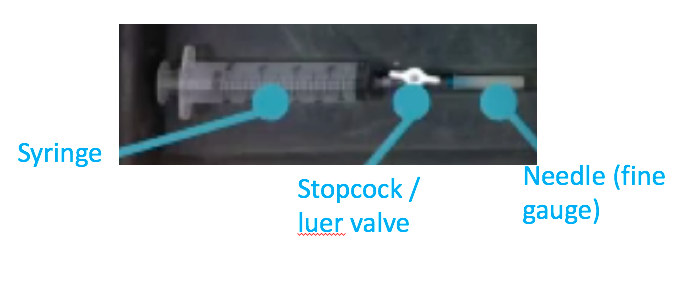 Syringe
Stopcock /
luer valve
Needle (fine
gauge)